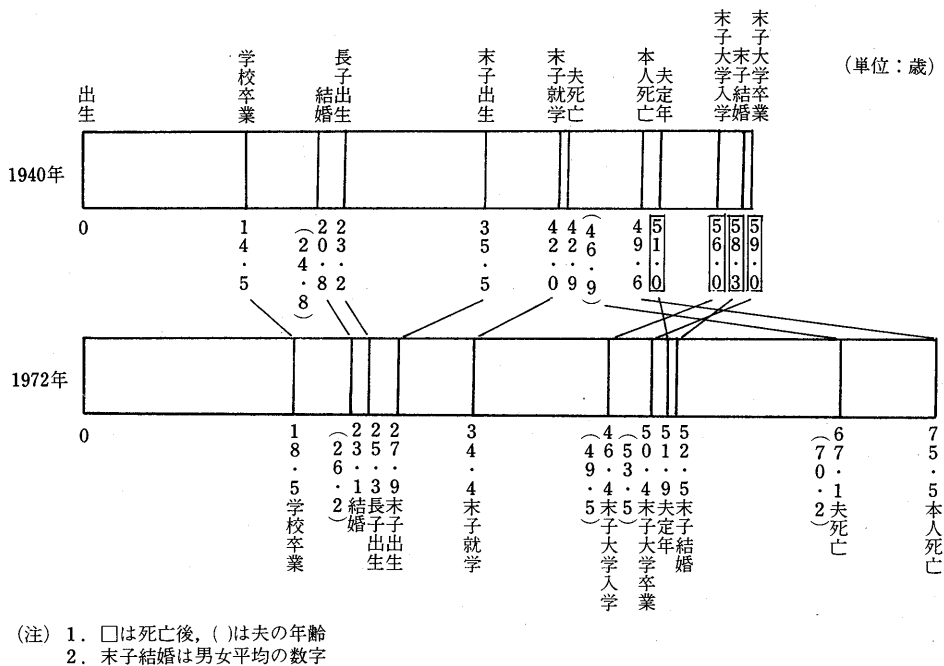 (単位：歳)
出生
学校卒業
結婚
長子出生
末子出生
末子就学
夫死亡
本人死亡
夫定年
末子大学入学
末子結婚
末子大学卒業
1940年
0
14・5
(24・8)
20・8
23・2
35・5
42・0
42・9
(46・9)
49・6
51・0
56・0
58・3
59・0
1972年
0
18・5学校卒業
(26・2)
23・1結婚
25・3長子出生
27・9末子出生
34・4末子就学
(49・5)
46・4末子大学入学
(53・5)
50・4末子大学卒業
51・9夫定年
52・5末子結婚
(70・2)
67・1夫死亡
75・5本人死亡
(注) 1. □は死亡後，( )は夫の年齢
2. 末子結婚は男女平均の数字